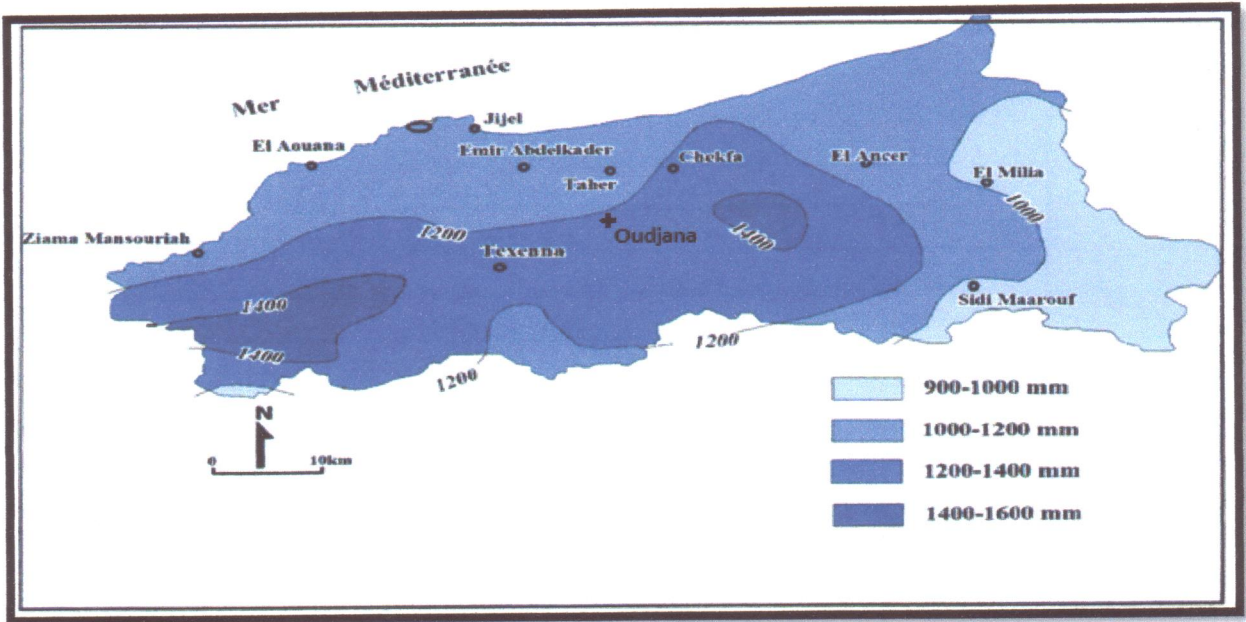 Mer Méditerranée
Jijel
El Aouana
Emir Abdelkader
Chekfa
El Ancer
Taher
El Milia
1000
Oudjana
1200
1400
Ziama Mansouriah
Texenna
1400
Sidi Maarouf
1400
1200
1200
900-1000 mm
1000-1200 mm
1200-1400 mm
1400-1600 mm
N
0 10km